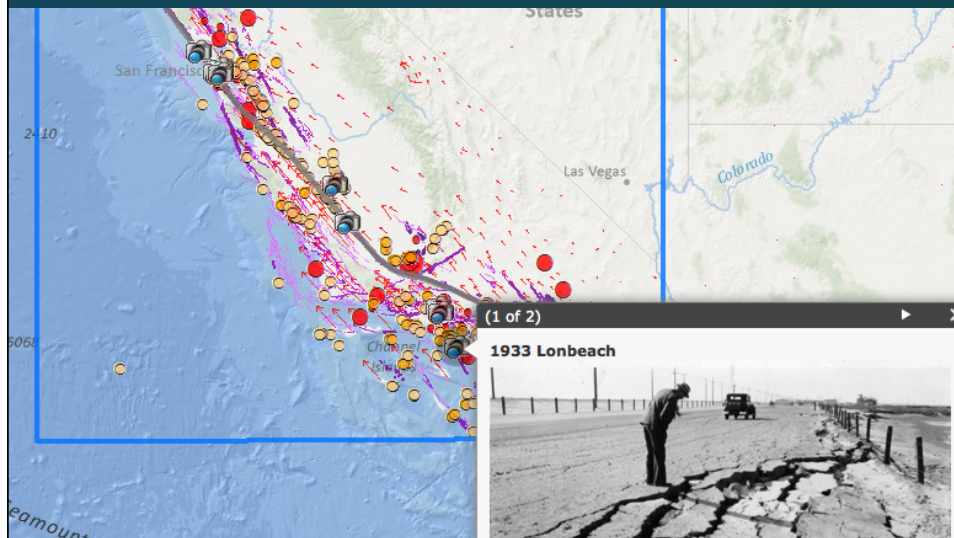 States
San Francisco
2410
Las Vegas
Colorado
(1 of 2)
5068
Channel
Islands
1933 Lonbeach
Seamount